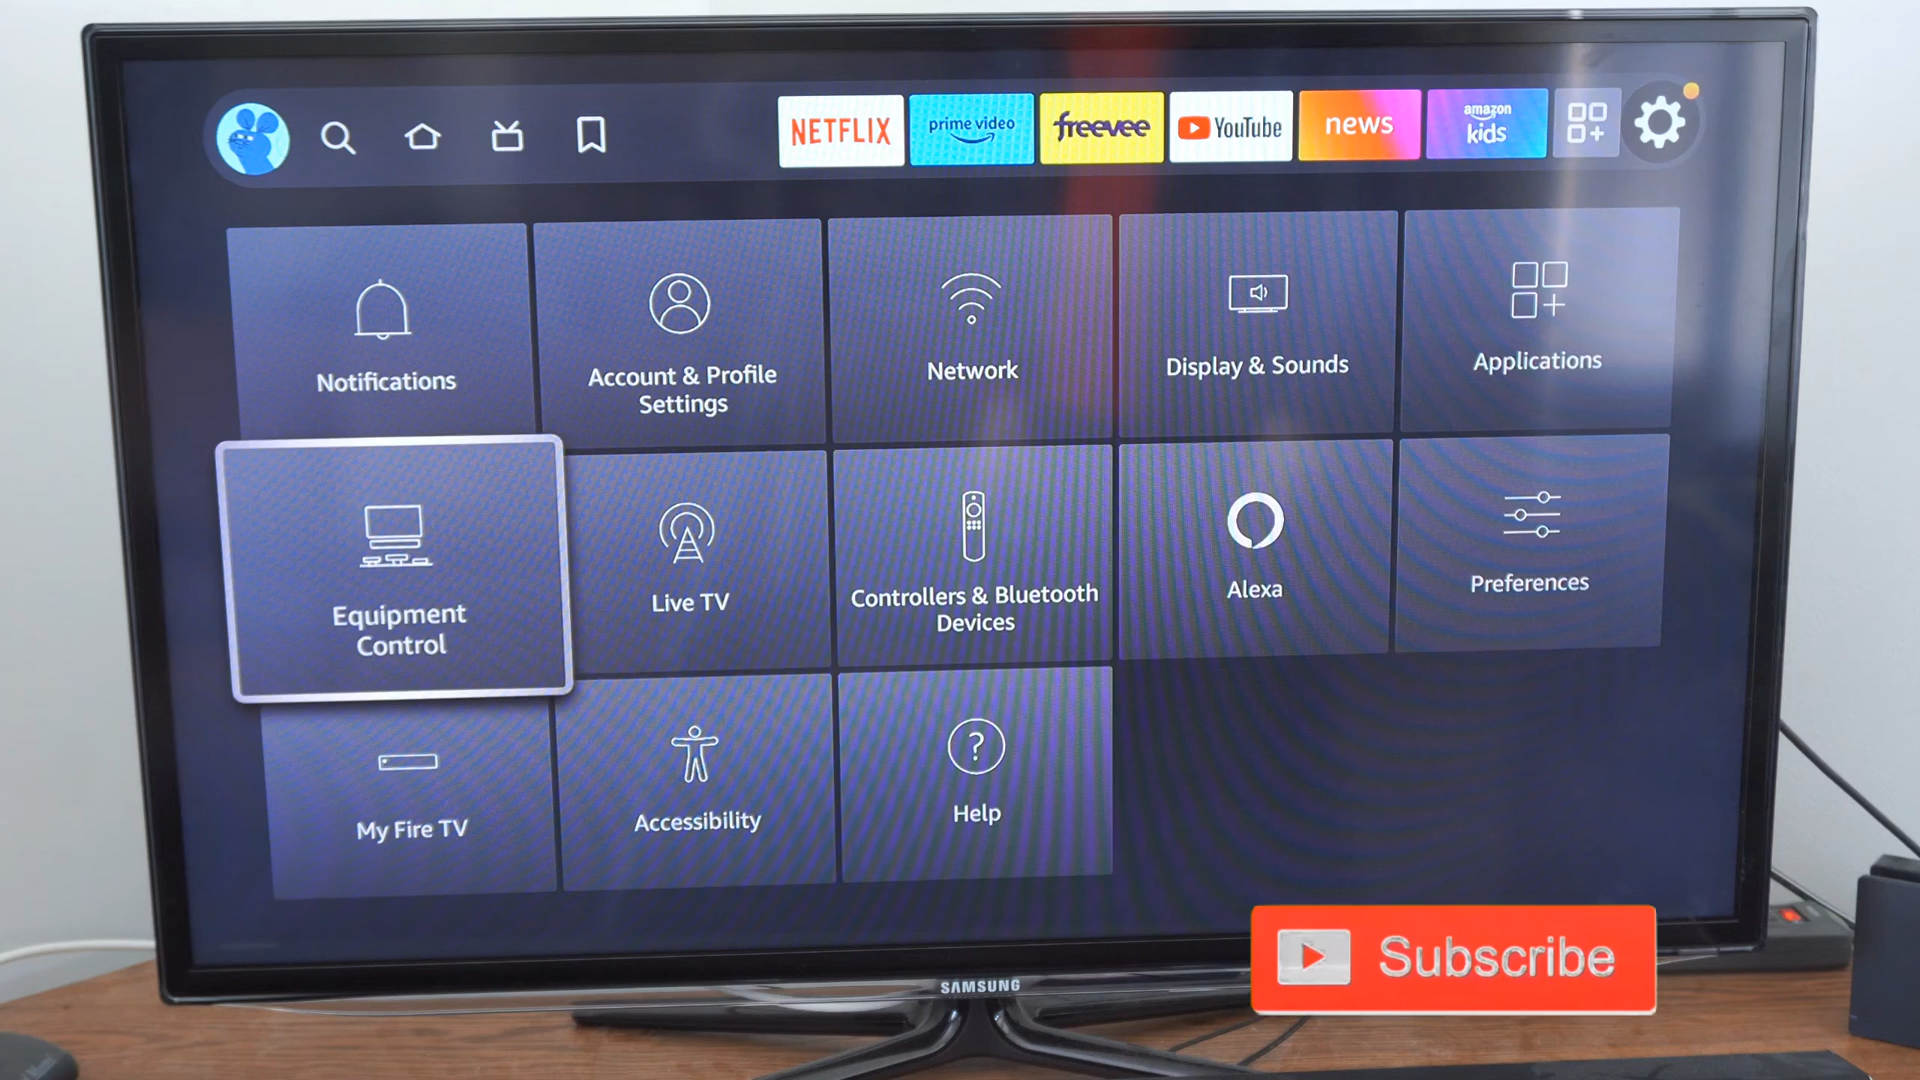 NETFLIX
prime video
freevee
YouTube
news
amazon
kids
Notifications
Account & Profile
Settings
Network
Display & Sounds
Applications
Equipment
Control
Live TV
Controllers & Bluetooth
Devices
Alexa
Preferences
My Fire TV
Accessibility
Help
Subscribe
SAMSUNG